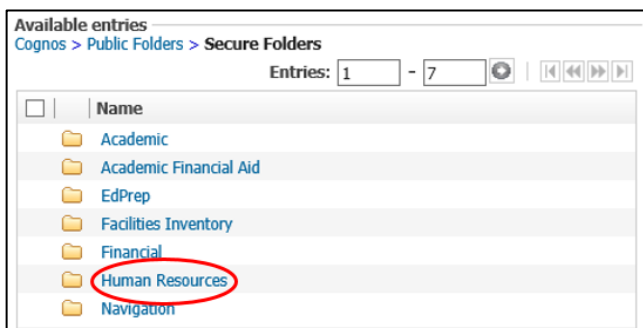 Available entries
Cognos > Public Folders > Secure Folders
Entries: 1 - 7
Name
Academic
Academic Financial Aid
EdPrep
Facilities Inventory
Financial
Human Resources
Navigation